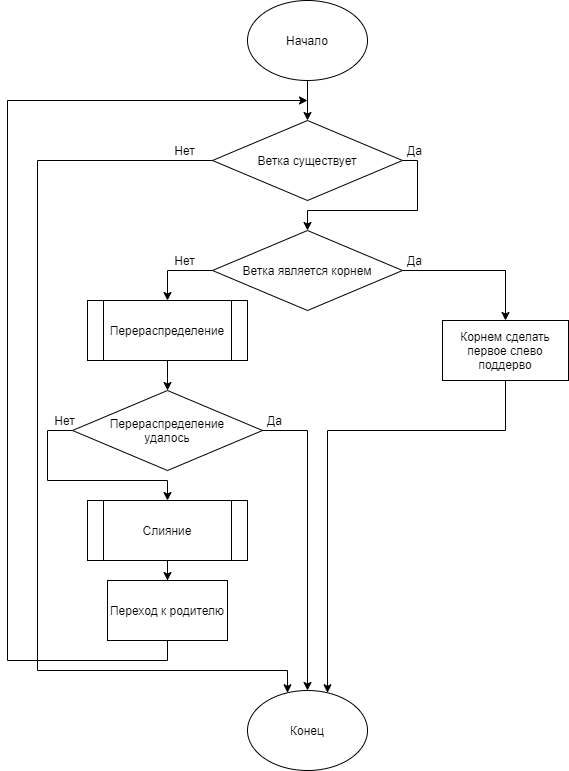 Начало
Нет
Ветка существует
Да
Нет
Ветка является корнем
Да
Перераспределение
Корнем сделать
первое слево
поддерво
Нет
Перераспределение
удалось
Да
Слияние
Переход к родителю
Конец